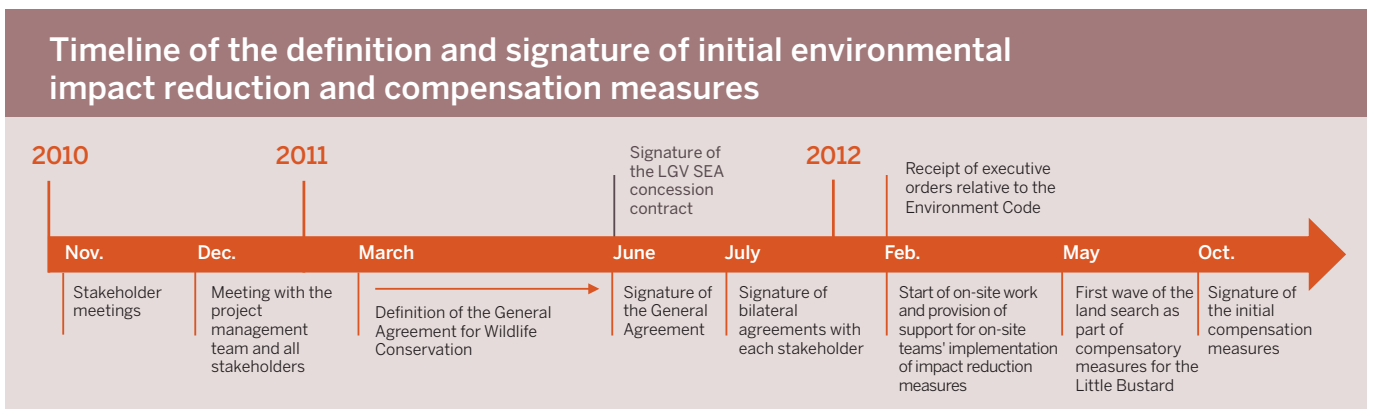 Timeline of the definition and signature of initial environmental
impact reduction and compensation measures
2010
2011
Signature of
the LGV SEA
concession
contract
2012
Receipt of executive
orders relative to the
Environment Code
Nov.
Dec.
March
June
July
Feb.
May
Oct.
Stakeholder
meetings
Meeting with the
project
management
team and all
stakeholders
Definition of the General
Agreement for Wildlife
Conservation
Signature of
the General
Agreement
Signature of
bilateral
agreements with
each stakeholder
Start of on-site work
and provision of
support for on-site
teams' implementation
of impact reduction
measures
First wave of the
land search as
part of
compensatory
measures for the
Little Bustard
Signature of
the initial
compensation
measures